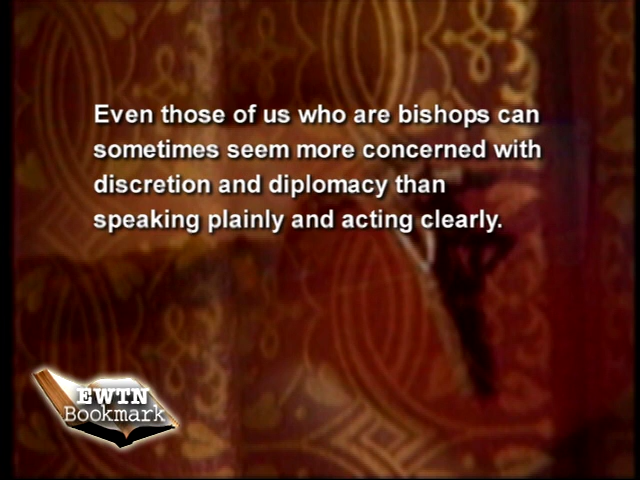 Even those of us who are bishops can
sometimes seem more concerned with
discretion and diplomacy than
speaking plainly and acting clearly.
EWTN
Bookmark